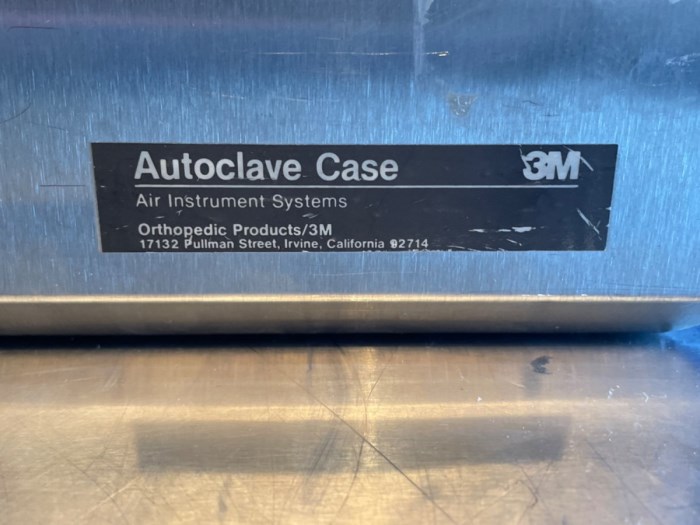 Autoclave Case 3M
Air Instrument Systems
Orthopedic Products/3M
17132 Pullman Street, Irvine, California 92714